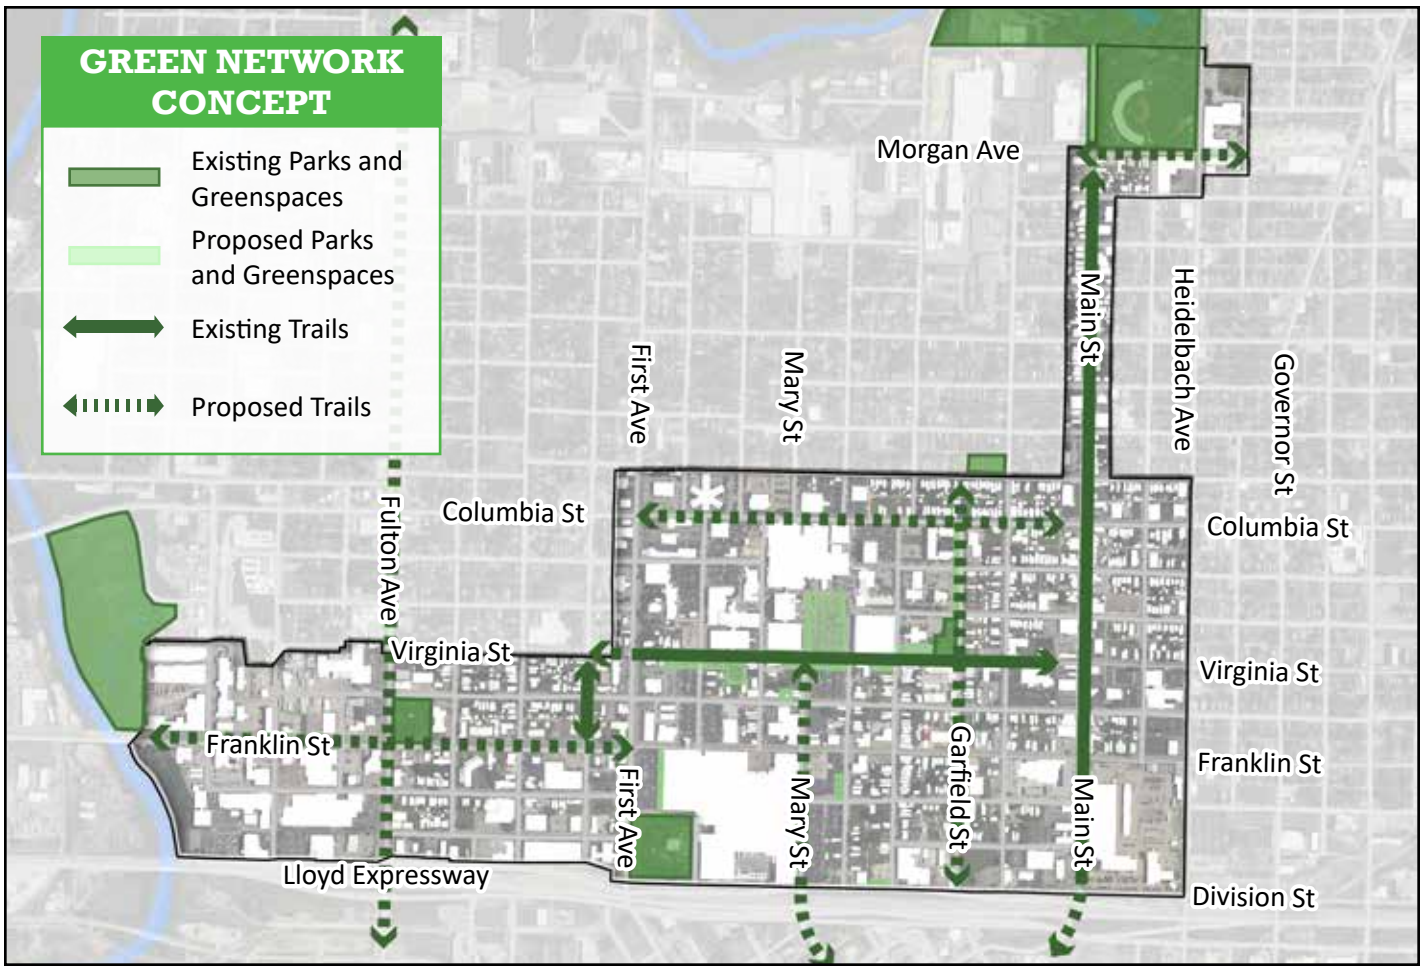 GREEN NETWORK
CONCEPT
Existing Parks and
Greenspaces
Proposed Parks
and Greenspaces
Existing Trails
Proposed Trails
Morgan Ave
Main St
Heidelbach Ave
Governor St
First Ave
Mary St
Futon Ave
Columbia St
Columbia St
Virginia St
Virginia St
Franklin St
Franklin St
First Ave
Mary St
Garfield St
Main St
Lloyd Expressway
Division St